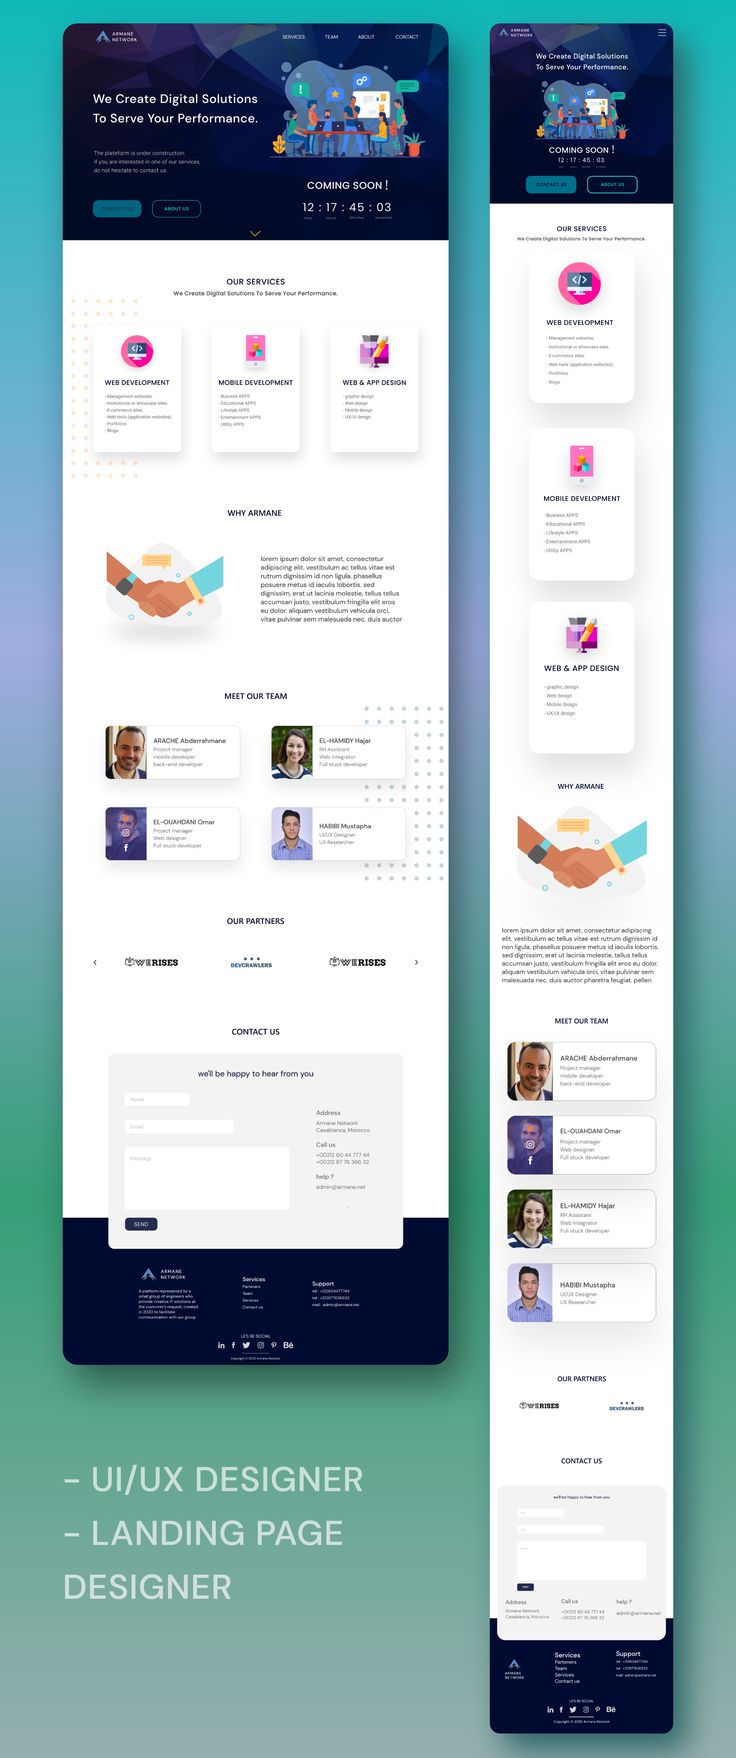 ARMANE
NETWORK
SERVICES TEAM ABOUT CONTACT
We Create Digital Solutions
To Serve Your Performance.
The plateform is under construction.
if you are interested in one of our services,
do not hesitate to contact us.
CONTACT US ABOUT US
COMING SOON !
12 : 17 : 45 : 03
Days Hours Minutes secondes
OUR SERVICES
We Create Digital Solutions To Serve Your Performance.
WEB DEVELOPMENT
- Management websites.
- Institutional or showcase sites.
- E-commerce sites.
- Web tools (application websites).
- Portfolios.
- Blogs.
MOBILE DEVELOPMENT
- Business APPS
- Educational APPS
- Lifestyle APPS
- Entertainment APPS
- Utility APPS
WEB & APP DESIGN
- graphic design
- Web design
- Mobile design
- UX/UI design
WHY ARMANE
lorem ipsum dolor sit amet, consectetur
adipiscing elit. vestibulum ac tellus vitae est
rutrum dignissim id non ligula. phasellus
posuere metus id iaculis lobortis. sed
dignissim, erat ut lacinia molestie, tellus tellus
accumsan justo, vestibulum fringilla elit eros
eu dolor. aliquam vestibulum vehicula orci,
vitae pulvinar sem malesuada nec. duis auctor
MEET OUR TEAM
ARACHE Abderrahmane
Project manager
mobile developer
back-end developer
EL-HAMIDY Hajar
RH Assistant
Web integrator
Full stuck developer
EL-OUAHDANI Omar
Project manager
Web designer
Full stuck developer
HABIBI Mustapha
UI/UX Designer
UX Researcher
OUR PARTNERS
WERISES
DEVCRAWLERS
WERISES
CONTACT US
we'll be happy to hear from you
Name
Email
Message
SEND
Address
Armane Network
Casablanca, Morocco
Call us
+00212 60 44 777 44
+00212 67 76 366 32
help ?
admin@armane.net
ARMANE
NETWORK
A platform represented by a
small group of engineers who
provide creative IT solutions at
the customer's request, created
in 2020 to facilitate
communication with our group
Services
Parteners
Team
Services
Contact us
Support
tel : +212604477744
tel : +212677636632
mail : admin@armane.net
LE'S BE SOCIAL
Copyright © 2020 Armane Network
- UI/UX DESIGNER
- LANDING PAGE
DESIGNER
ARMANE
NETWORK
We Create Digital Solutions
To Serve Your Performance.
COMING SOON !
12 : 17 : 45 : 03
CONTACT US ABOUT US
OUR SERVICES
We Create Digital Solutions To Serve Your Performance.
WEB DEVELOPMENT
- Management websites.
- Institutional or showcase sites.
- E-commerce sites.
- Web tools (application websites).
- Portfolios.
- Blogs.
MOBILE DEVELOPMENT
- Business APPS
- Educational APPS
- Lifestyle APPS
- Entertainment APPS
- Utility APPS
WEB & APP DESIGN
- graphic design
- Web design
- Mobile design
- UX/UI design
WHY ARMANE
lorem ipsum dolor sit amet, consectetur adipiscing
elit. vestibulum ac tellus vitae est rutrum dignissim
id non ligula. phasellus posuere metus id iaculis lobortis.
sed dignissim, erat ut lacinia molestie, tellus tellus
accumsan justo, vestibulum fringilla elit eros eu dolor.
aliquam vestibulum vehicula orci, vitae pulvinar sem
malesuada nec. duis auctor pharetra feugiat. pellen
MEET OUR TEAM
ARACHE Abderrahmane
Project manager
mobile developer
back-end developer
EL-OUAHDANI Omar
Project manager
Web designer
Full stuck developer
EL-HAMIDY Hajar
RH Assistant
Web integrator
Full stuck developer
HABIBI Mustapha
UI/UX Designer
UX Researcher
OUR PARTNERS
WERISES
DEVCRAWLERS
CONTACT US
we'll be happy to hear from you
SEND
Address
Armane Network
Casablanca, Morocco
Call us
+00212 60 44 777 44
+00212 67 76 366 32
help ?
admin@armane.net
ARMANE
NETWORK
Services
Parteners
Team
Services
Contact us
Support
tel : +212604477744
tel : +212677636632
mail : admin@armane.net
LE'S BE SOCIAL
Copyright © 2020 Armane Network